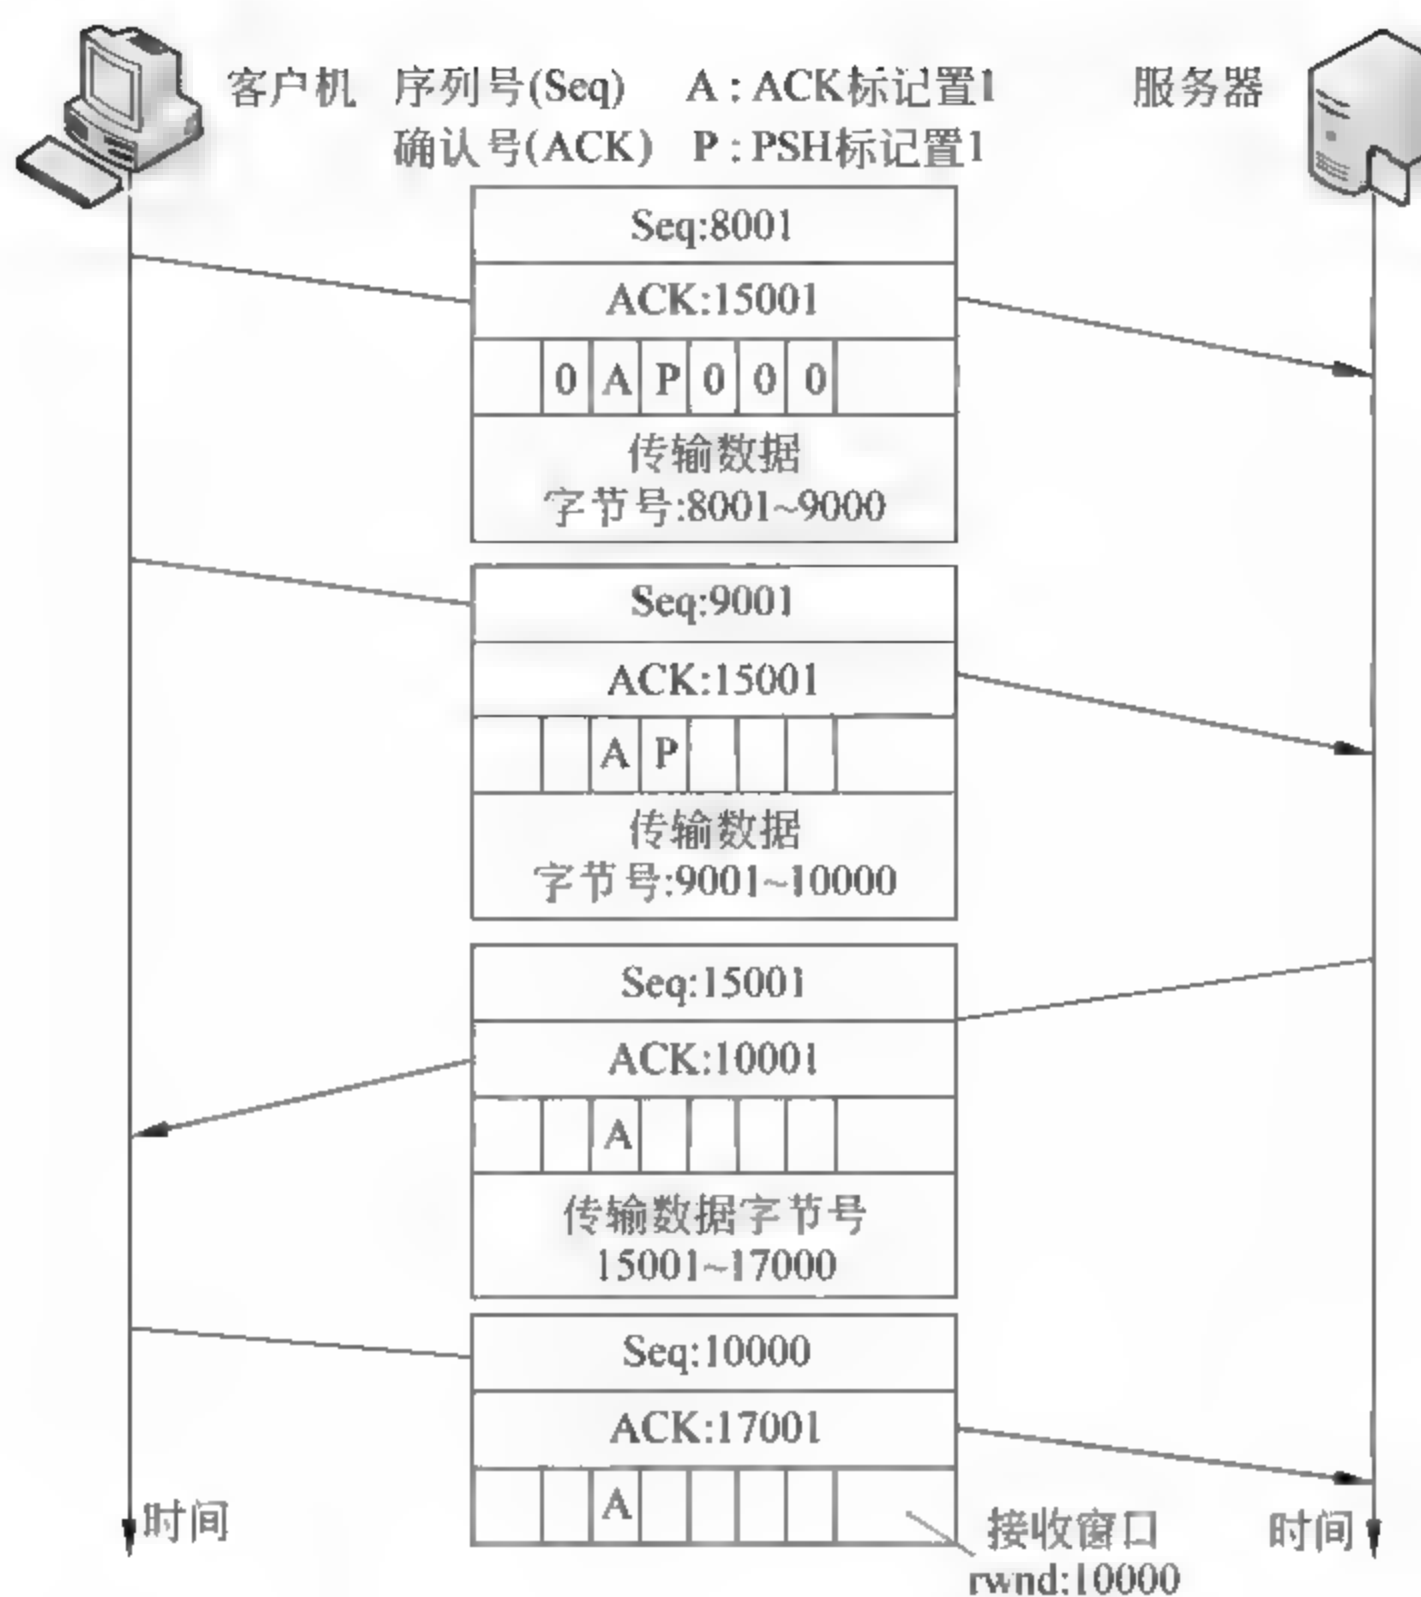 客户机 序列号(Seq) A : ACK标记置1 服务器
确认号(ACK) P : PSH标记置1
Seq:8001
ACK:15001
0 A P 0 0 0
传输数据
字节号:8001~9000
Seq:9001
ACK:15001
A P
传输数据
字节号:9001~10000
Seq:15001
ACK:10001
A
传输数据字节号
15001~17000
Seq:10000
ACK:17001
A
时间 接收窗口 时间
rwnd:10000